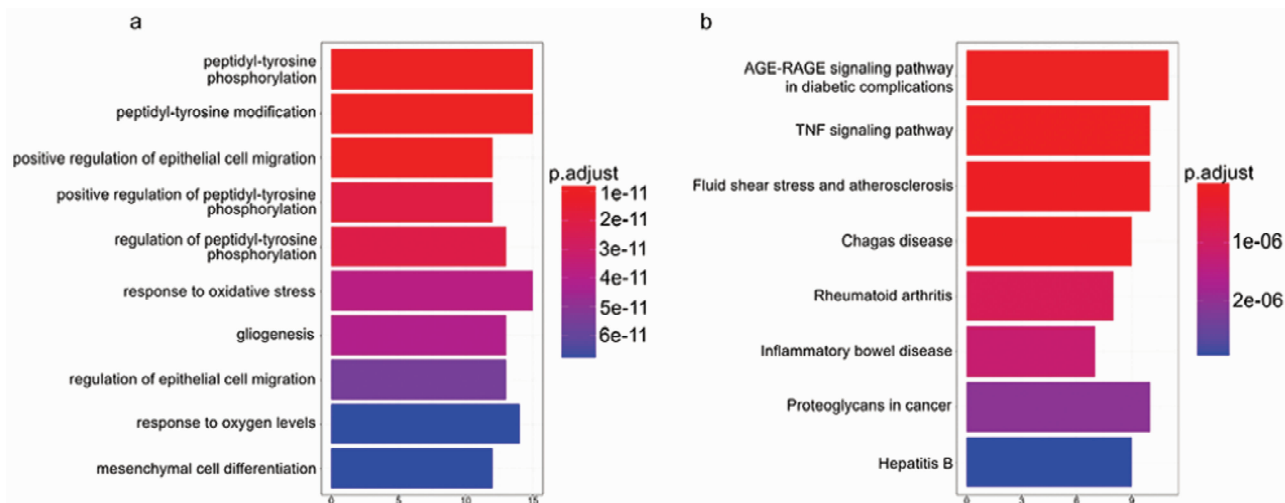 a
peptidyl-tyrosine
phosphorylation
peptidyl-tyrosine modification
positive regulation of epithelial cell migration
positive regulation of peptidyl-tyrosine
phosphorylation
regulation of peptidyl-tyrosine
phosphorylation
response to oxidative stress
gliogenesis
regulation of epithelial cell migration
response to oxygen levels
mesenchymal cell differentiation
0 5 10 15
p.adjust
1e-11
2e-11
3e-11
4e-11
5e-11
6e-11
b
AGE-RAGE signaling pathway
in diabetic complications
TNF signaling pathway
Fluid shear stress and atherosclerosis
Chagas disease
Rheumatoid arthritis
Inflammatory bowel disease
Proteoglycans in cancer
Hepatitis B
0 3 6 9
p.adjust
1e-06
2e-06